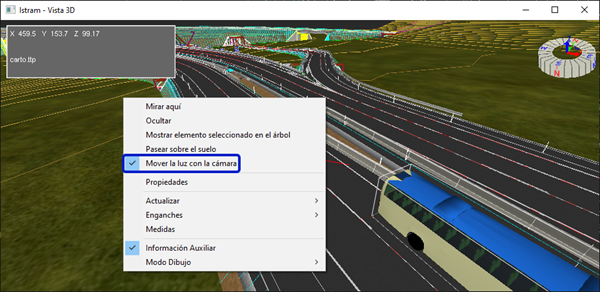 Istram - Vista 3D
X 459.5 Y 153.7 Z 99.17
carto.ttp
N
Mirar aquí
Ocultar
Mostrar elemento seleccionado en el árbol
Pasear sobre el suelo
Mover la luz con la cámara
Propiedades
Actualizar
Enganches
Medidas
Información Auxiliar
Modo Dibujo